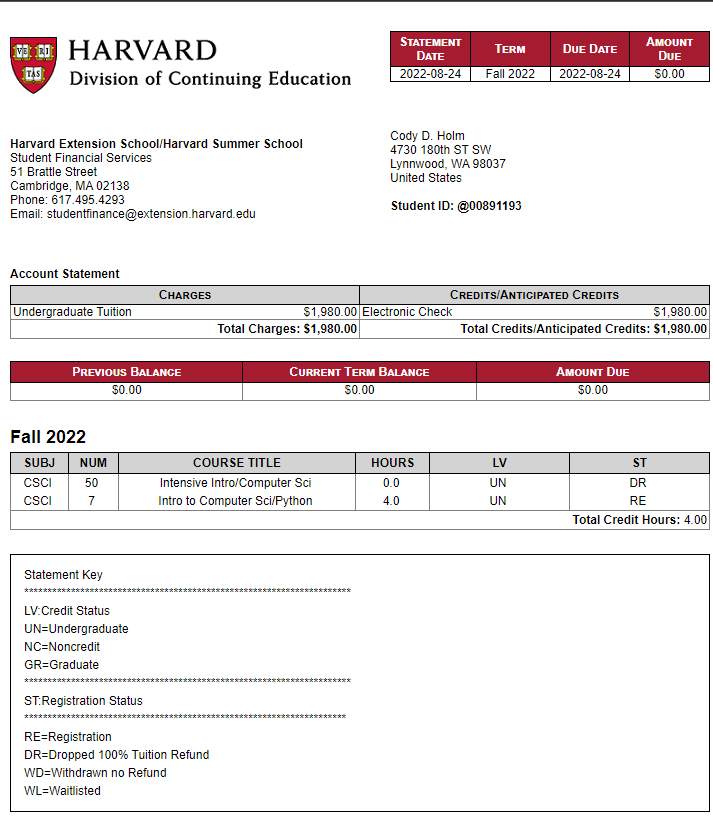 VE RI
TAS
HARVARD
Division of Continuing Education
STATEMENT DATE TERM DUE DATE AMOUNT DUE
2022-08-24 Fall 2022 2022-08-24 $0.00
Harvard Extension School/Harvard Summer School
Student Financial Services
51 Brattle Street
Cambridge, MA 02138
Phone: 617.495.4293
Email: studentfinance@extension.harvard.edu
Cody D. Holm
4730 180th ST SW
Lynnwood, WA 98037
United States
Student ID: @00891193
Account Statement
CHARGES CREDITS/ANTICIPATED CREDITS
Undergraduate Tuition $1,980.00 Electronic Check $1,980.00
Total Charges: $1,980.00 Total Credits/Anticipated Credits: $1,980.00
PREVIOUS BALANCE CURRENT TERM BALANCE AMOUNT DUE
$0.00 $0.00 $0.00
Fall 2022
SUBJ NUM COURSE TITLE HOURS LV ST
CSCI 50 Intensive Intro/Computer Sci 0.0 UN DR
CSCI 7 Intro to Computer Sci/Python 4.0 UN RE
Total Credit Hours: 4.00
Statement Key
**********************************************************************
LV:Credit Status
UN=Undergraduate
NC=Noncredit
GR=Graduate
**********************************************************************
ST:Registration Status
*********************************************************************
RE=Registration
DR=Dropped 100% Tuition Refund
WD=Withdrawn no Refund
WL=Waitlisted